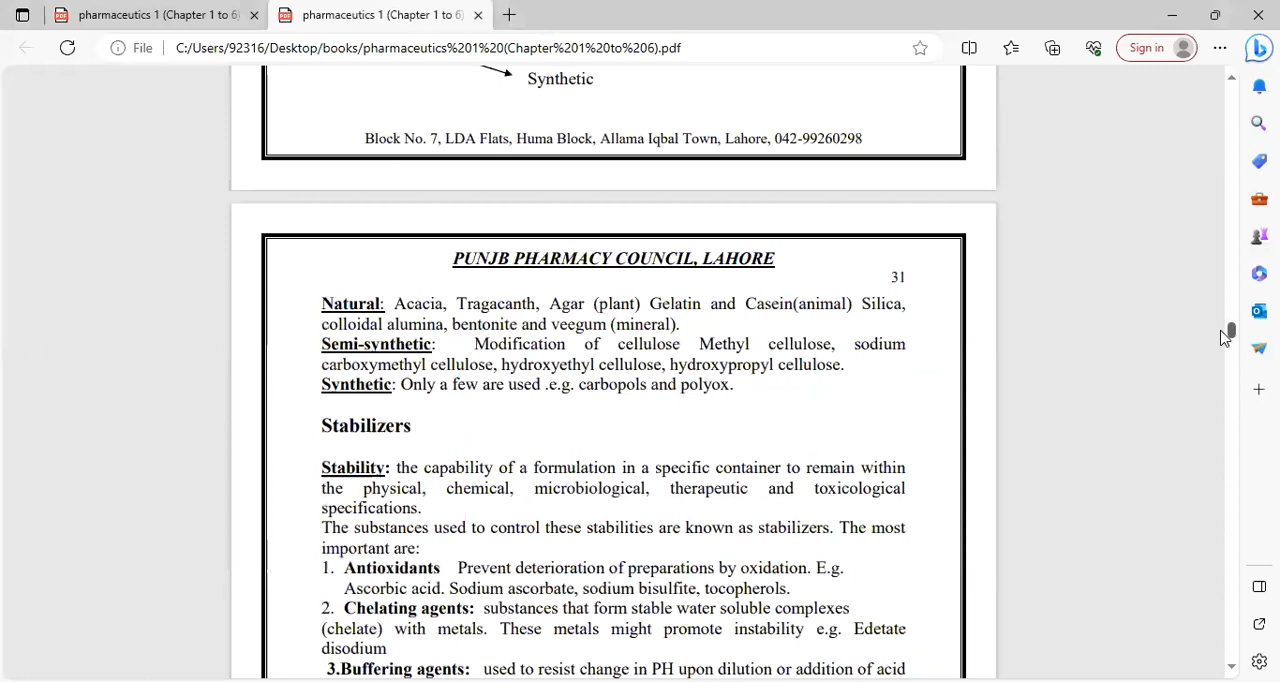 pharmaceutics 1 (Chapter 1 to 6)
pharmaceutics 1 (Chapter 1 to 6)
File
C:/Users/92316/Desktop/books/pharmaceutics%201%20(Chapter%201%20to%206).pdf
Sign in
Synthetic
Block No. 7, LDA Flats, Huma Block, Allama Iqbal Town, Lahore, 042-99260298
PUNJB PHARMACY COUNCIL, LAHORE
31
Natural: Acacia, Tragacanth, Agar (plant) Gelatin and Casein(animal) Silica,
colloidal alumina, bentonite and veegum (mineral).
Semi-synthetic: Modification of cellulose Methyl cellulose, sodium
carboxymethyl cellulose, hydroxyethyl cellulose, hydroxypropyl cellulose.
Synthetic: Only a few are used .e.g. carbopols and polyox.
Stabilizers
Stability: the capability of a formulation in a specific container to remain within
the physical, chemical, microbiological, therapeutic and toxicological
specifications.
The substances used to control these stabilities are known as stabilizers. The most
important are:
1. Antioxidants Prevent deterioration of preparations by oxidation. E.g.
Ascorbic acid. Sodium ascorbate, sodium bisulfite, tocopherols.
2. Chelating agents: substances that form stable water soluble complexes
(chelate) with metals. These metals might promote instability e.g. Edetate
disodium
3.Buffering agents: used to resist change in PH upon dilution or addition of acid